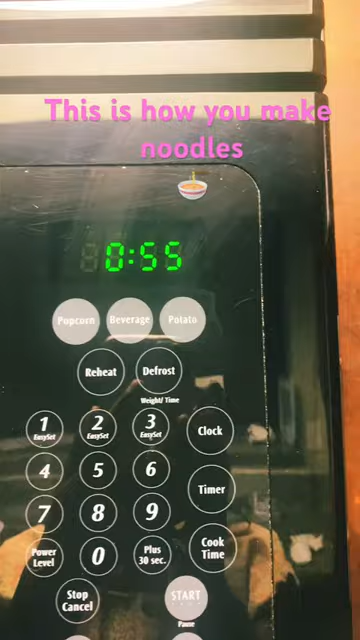 This is how you make
noodles
0:55
Popcorn Beverage Potato
Reheat Defrost
Weight/ Time
1 2 3
EasySet EasySet EasySet
Clock
4 5 6
Timer
7 8 9
Power
Level
0
Plus
30 sec.
Cook
Time
Stop
Cancel
START
Pause